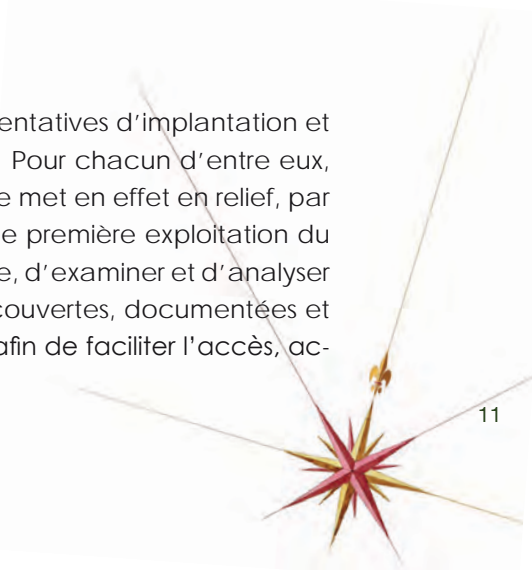 entatives d'implantation et
Pour chacun d'entre eux,
e met en effet en relief, par
e première exploitation du
e, d'examiner et d'analyser
couvertes, documentées et
afin de faciliter l'accès, ac-
11